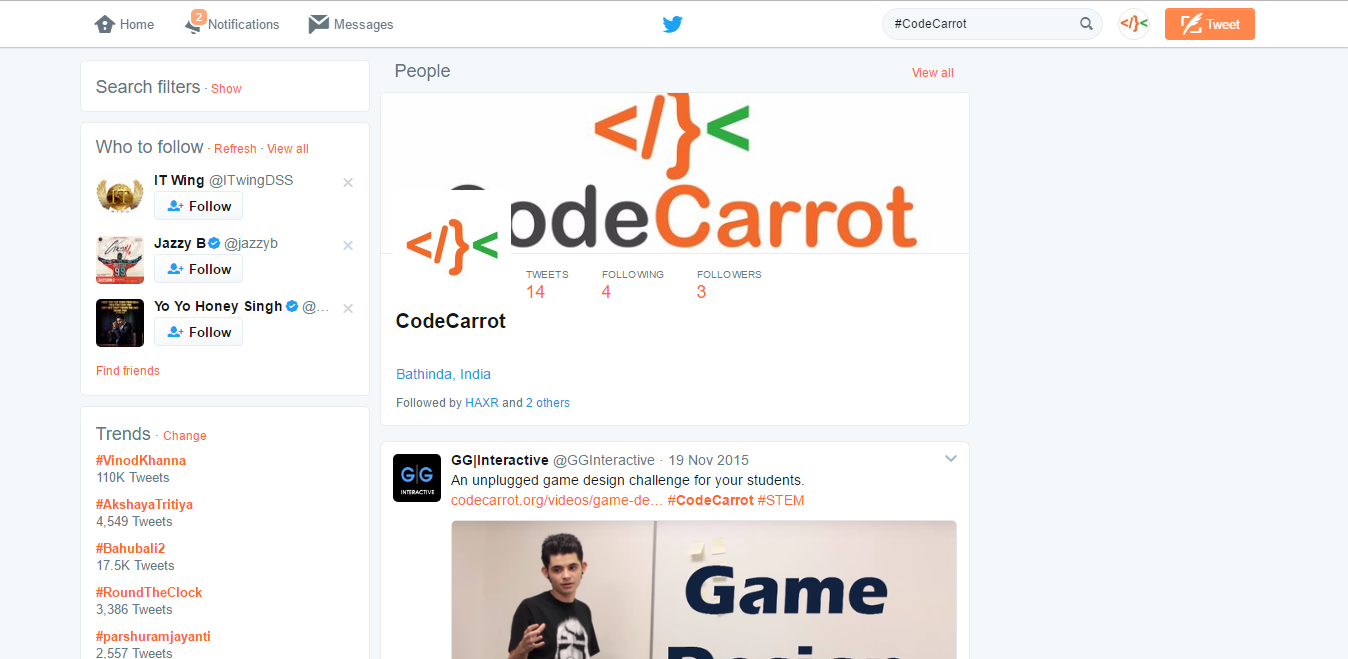 Home
2
Notifications
Messages
#CodeCarrot
</}<
Tweet
Search filters · Show
Who to follow · Refresh · View all
IT Wing @ITwingDSS
Follow
Jazzy B @jazzyb
Follow
Yo Yo Honey Singh @...
Follow
Find friends
Trends · Change
#VinodKhanna
110K Tweets
#AkshayaTritiya
4,549 Tweets
#Bahubali2
17.5K Tweets
#RoundTheClock
3,386 Tweets
#parshuramjayanti
2,557 Tweets
People
View all
</}<
CodeCarrot
</}<
TWEETS
FOLLOWING
FOLLOWERS
14
4
3
CodeCarrot
Bathinda, India
Followed by HAXR and 2 others
G|G
INTERACTIVE
GG|Interactive @GGInteractive · 19 Nov 2015
An unplugged game design challenge for your students.
codecarrot.org/videos/game-de... #CodeCarrot #STEM
Game
Design